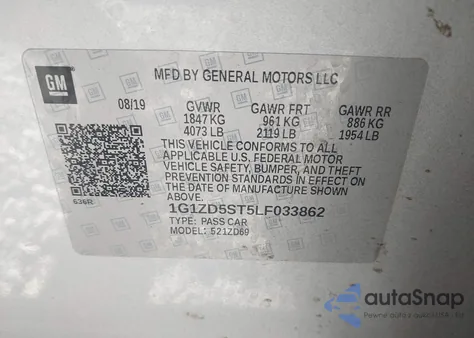 GM
MFD BY GENERAL MOTORS LLC
08/19 GVWR GAWR FRT GAWR RR
1847 KG 961 KG 886 KG
4073 LB 2119 LB 1954 LB
THIS VEHICLE CONFORMS TO ALL
APPLICABLE U.S. FEDERAL MOTOR
VEHICLE SAFETY, BUMPER, AND THEFT
PREVENTION STANDARDS IN EFFECT ON
THE DATE OF MANUFACTURE SHOWN
ABOVE.
1G1ZD5ST5LF033862
TYPE: PASS CAR
MODEL: 521ZD69
autoSnap